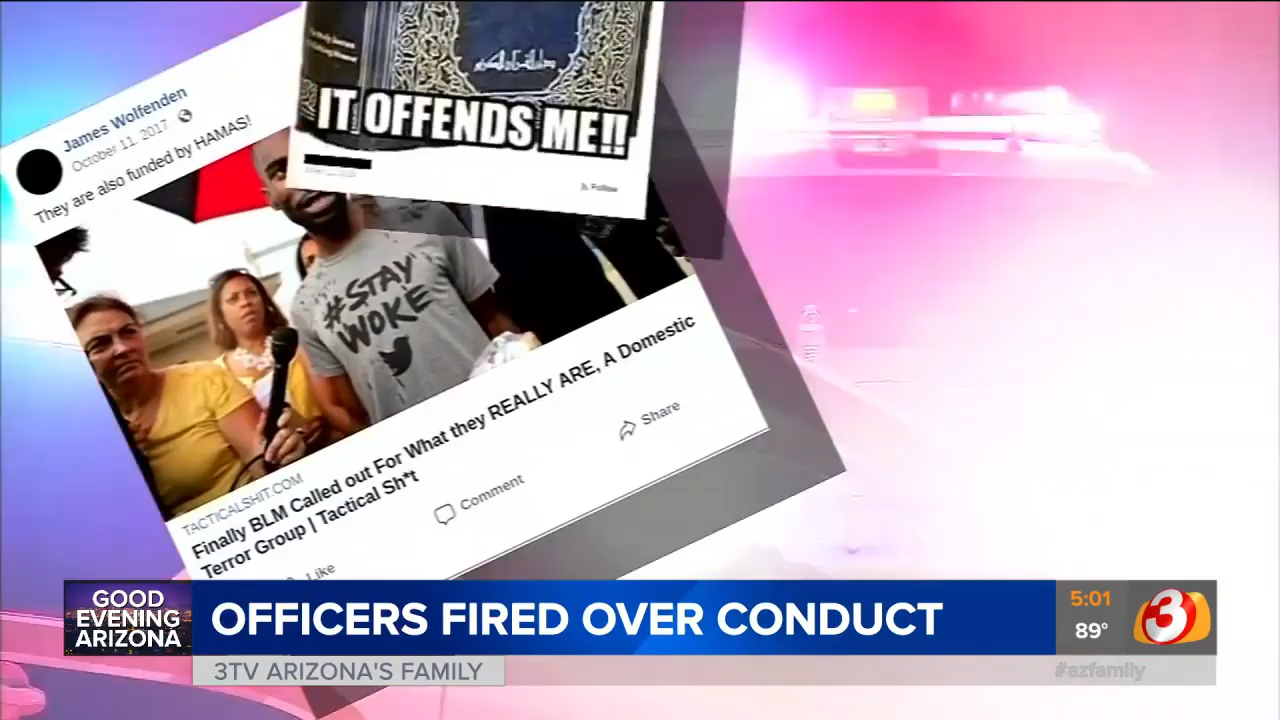 IT OFFENDS ME!!
Follow
James Wolfenden
October 11, 2017
They are also funded by HAMAS!
#STAY
WOKE
TACTICALSHIT.COM
Finally BLM Called out For What they REALLY ARE, A Domestic
Terror Group | Tactical Sh*t
Like
Comment
Share
GOOD
EVENING
ARIZONA
OFFICERS FIRED OVER CONDUCT
5:01
89°
3
3TV ARIZONA'S FAMILY
#azfamily